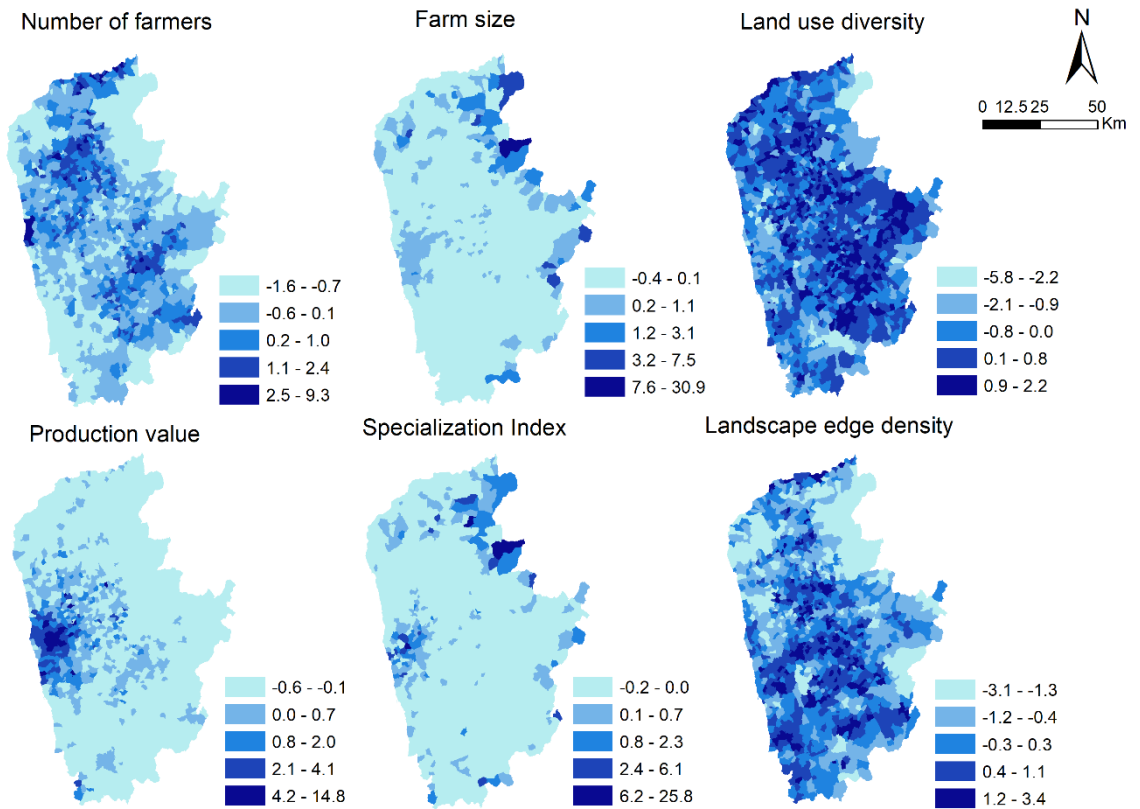 Number of farmers
Farm size
Land use diversity
N
0 12.5 25 50
Km
-1.6 - -0.7
-0.6 - 0.1
0.2 - 1.0
1.1 - 2.4
2.5 - 9.3
-0.4 - 0.1
0.2 - 1.1
1.2 - 3.1
3.2 - 7.5
7.6 - 30.9
-5.8 - -2.2
-2.1 - -0.9
-0.8 - 0.0
0.1 - 0.8
0.9 - 2.2
Production value
Specialization Index
Landscape edge density
-0.6 - -0.1
0.0 - 0.7
0.8 - 2.0
2.1 - 4.1
4.2 - 14.8
-0.2 - 0.0
0.1 - 0.7
0.8 - 2.3
2.4 - 6.1
6.2 - 25.8
-3.1 - -1.3
-1.2 - -0.4
-0.3 - 0.3
0.4 - 1.1
1.2 - 3.4